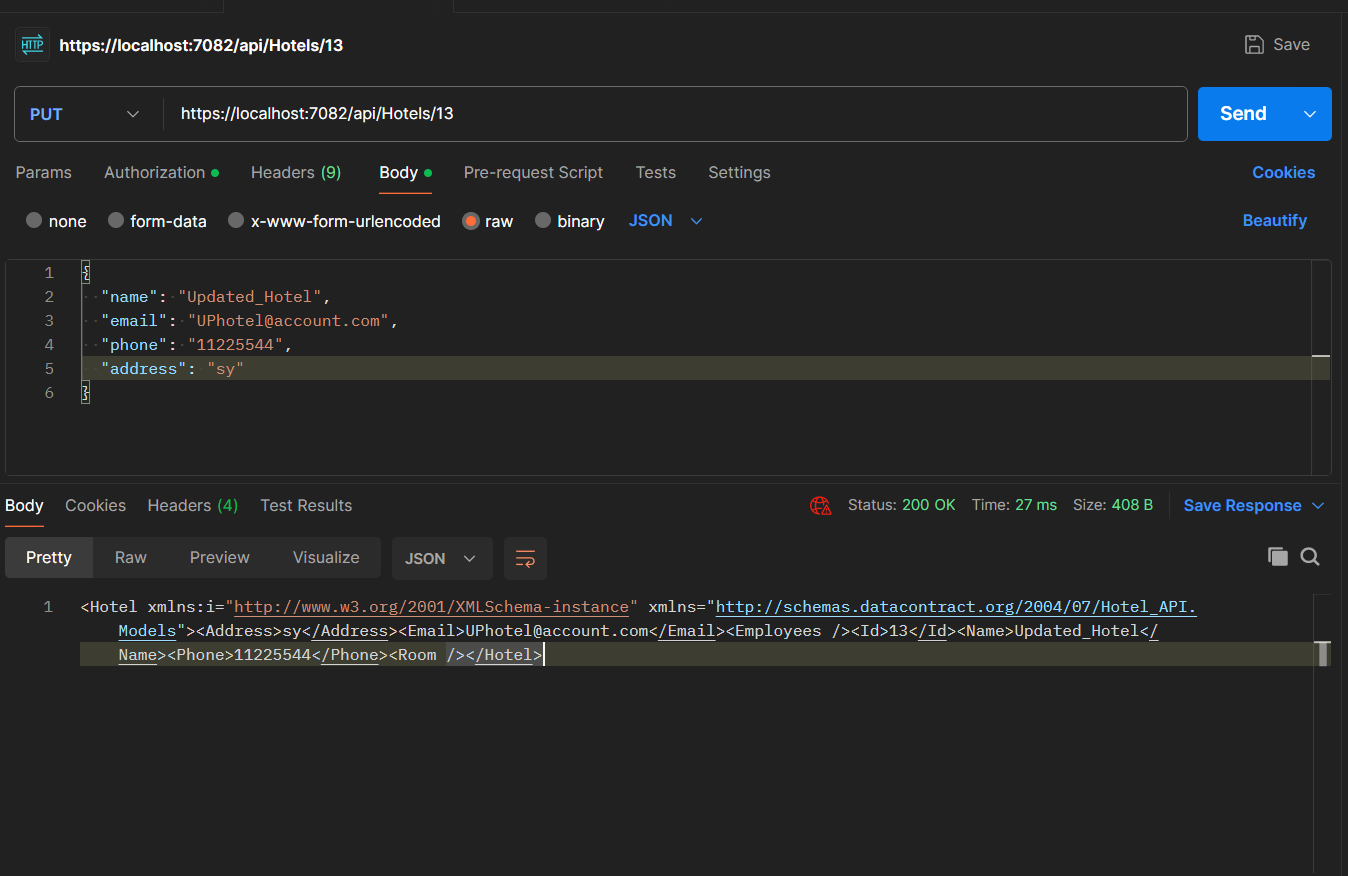 HTTP https://localhost:7082/api/Hotels/13 Save
PUT https://localhost:7082/api/Hotels/13 Send
Params Authorization Headers (9) Body Pre-request Script Tests Settings Cookies
none form-data x-www-form-urlencoded raw binary JSON Beautify
1 {
2 "name": "Updated_Hotel",
3 "email": "UPhotel@account.com",
4 "phone": "11225544",
5 "address": "sy"
6 }
Body Cookies Headers (4) Test Results Status: 200 OK Time: 27 ms Size: 408 B Save Response
Pretty Raw Preview Visualize JSON
1 <Hotel xmlns:i="http://www.w3.org/2001/XMLSchema-instance" xmlns="http://schemas.datacontract.org/2004/07/Hotel_API.
Models"><Address>sy</Address><Email>UPhotel@account.com</Email><Employees /><Id>13</Id><Name>Updated_Hotel</
Name><Phone>11225544</Phone><Room /></Hotel>